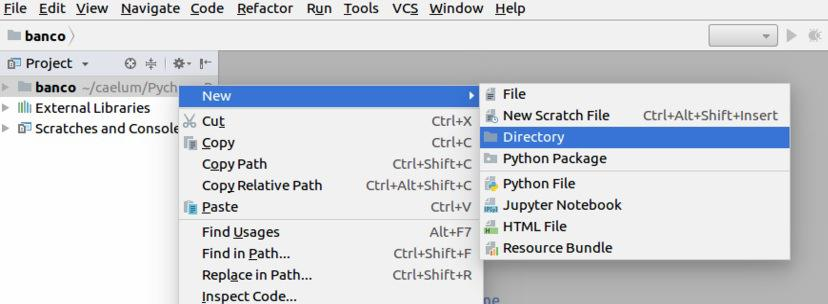 File Edit View Navigate Code Refactor Run Tools VCS Window Help
banco
Project
banco ~/caelum/Pych
External Libraries
Scratches and Console
New
Cut Ctrl+X
Copy Ctrl+C
Copy Path Ctrl+Shift+C
Copy Relative Path Ctrl+Alt+Shift+C
Paste Ctrl+V
Find Usages Alt+F7
Find in Path... Ctrl+Shift+F
Replace in Path... Ctrl+Shift+R
Inspect Code...
File
New Scratch File Ctrl+Alt+Shift+Insert
Directory
Python Package
Python File
Jupyter Notebook
HTML File
Resource Bundle